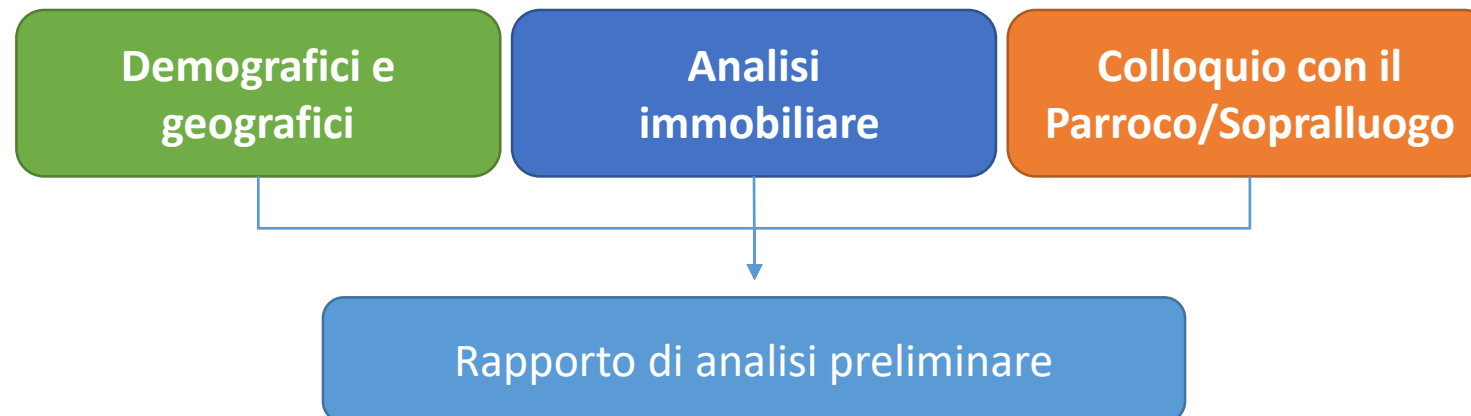 Demografici e
geografici
Analisi
immobiliare
Colloquio con il
Parroco/Sopralluogo
Rapporto di analisi preliminare